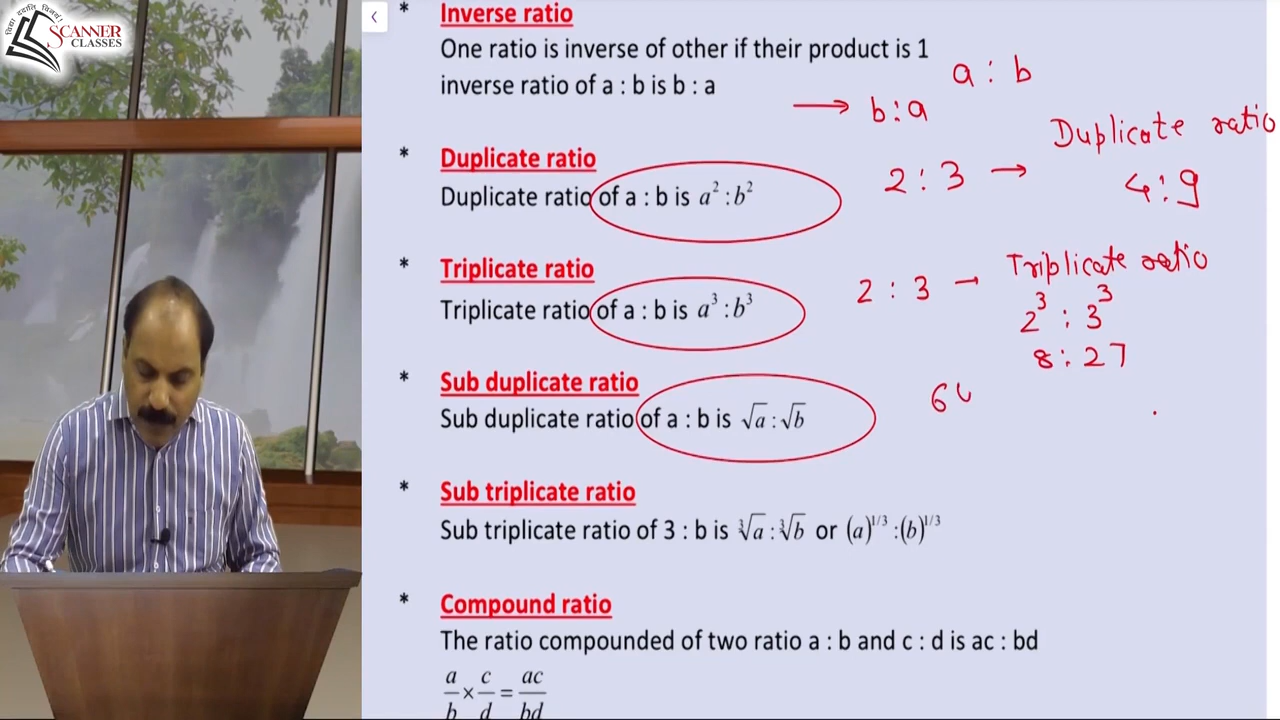 विद्या ददाति विनयं।
SCANNER
CLASSES
* Inverse ratio
One ratio is inverse of other if their product is 1
inverse ratio of a : b is b : a
a : b
→ b:a
* Duplicate ratio
Duplicate ratio of a : b is a² : b²
Duplicate ratio
2 : 3 → 4:9
* Triplicate ratio
Triplicate ratio of a : b is a³ : b³
2 : 3 → Triplicate ratio
2³ : 3³
8 : 27
* Sub duplicate ratio
Sub duplicate ratio of a : b is √a : √b
* Sub triplicate ratio
Sub triplicate ratio of 3 : b is ∛a : ∛b or (a)^1/3 : (b)^1/3
* Compound ratio
The ratio compounded of two ratio a : b and c : d is ac : bd
a/b × c/d = ac/bd